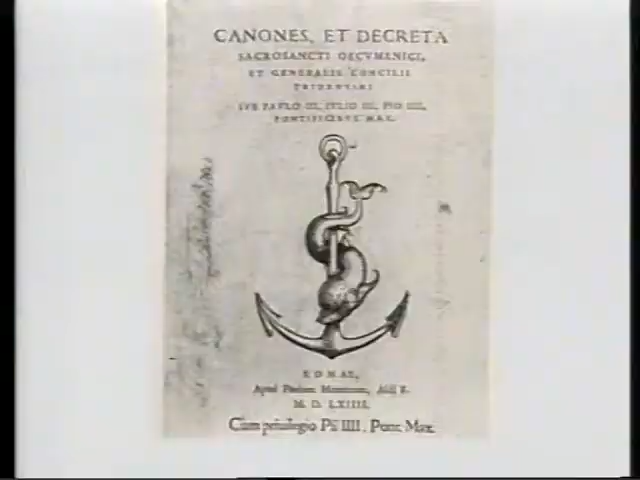 CANONES, ET DECRETA
SACROSANCTI OECVMENICI,
ET GENERALIS CONCILII
TRIDENTINI
SVB PAVLO III, IVLIO III, PIO IIII,
PONTIFICIBVS MAX.
ROMAE,
Apud Paulum Manutium, Aldi F.
M. D. LXIIII.
Cum priuilegio Pii IIII. Pont. Max.